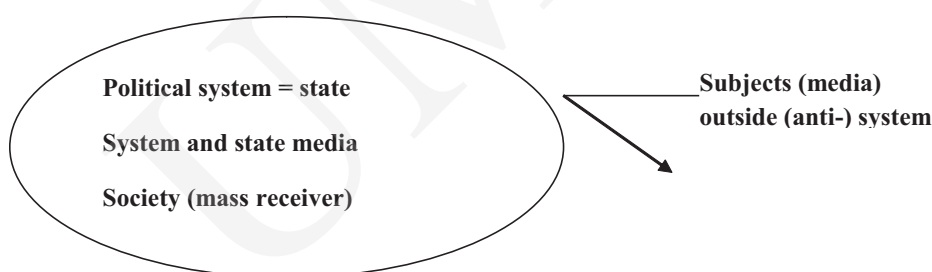 Political system = state
System and state media
Society (mass receiver)
Subjects (media)
outside (anti-) system